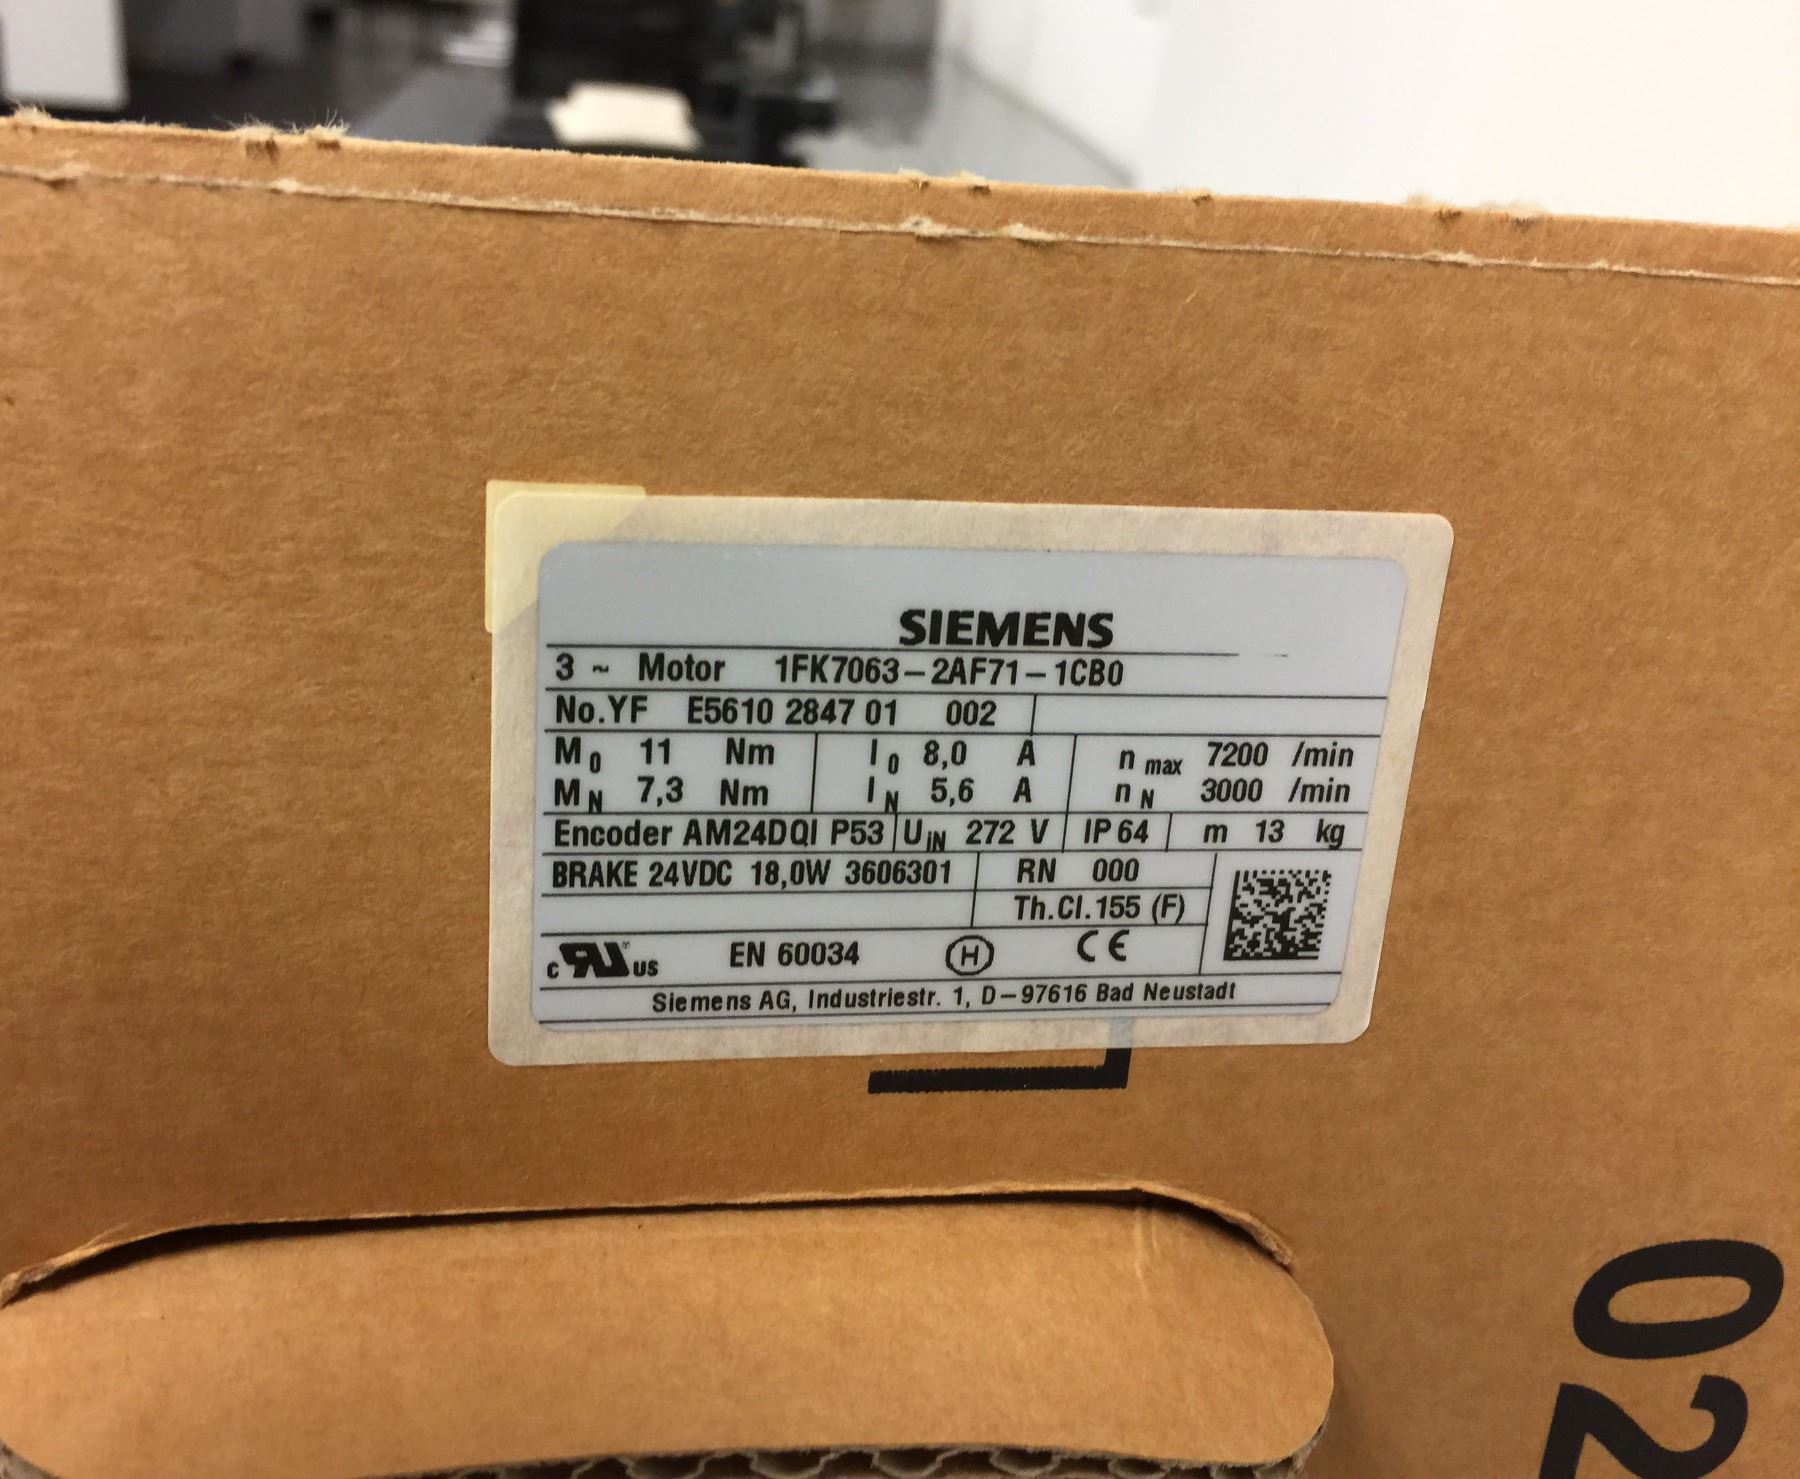 SIEMENS
3 ~ Motor 1FK7063-2AF71-1CB0
No.YF E5610 2847 01 002
M0 11 Nm I0 8,0 A n max 7200 /min
MN 7,3 Nm IN 5,6 A nN 3000 /min
Encoder AM24DQI P53 UiN 272 V IP 64 m 13 kg
BRAKE 24VDC 18,0W 3606301 RN 000
Th.Cl.155 (F)
c RU US EN 60034 H CE
Siemens AG, Industriestr. 1, D-97616 Bad Neustadt
02